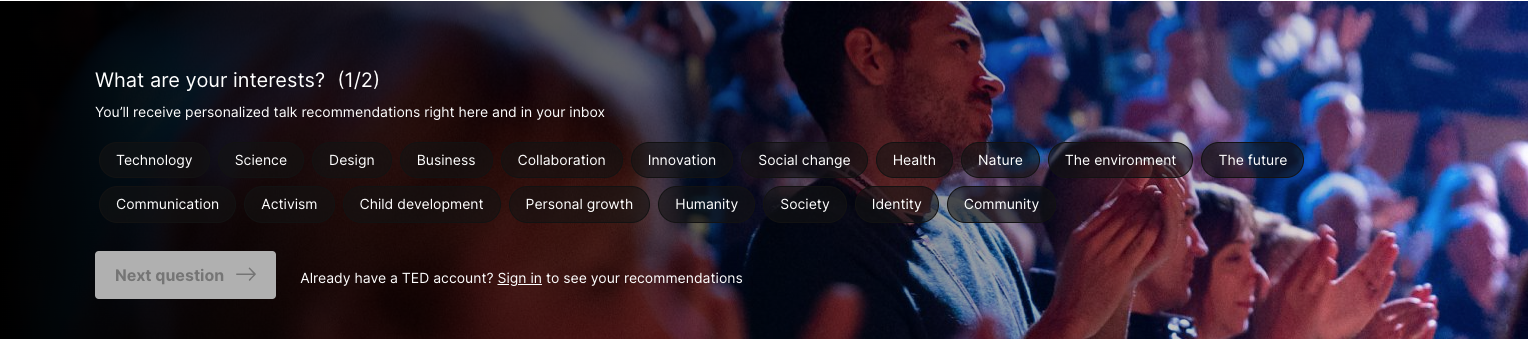 What are your interests? (1/2)
You’ll receive personalized talk recommendations right here and in your inbox
Technology Science Design Business Collaboration Innovation Social change Health Nature The environment The future
Communication Activism Child development Personal growth Humanity Society Identity Community
Next question →
Already have a TED account? Sign in to see your recommendations